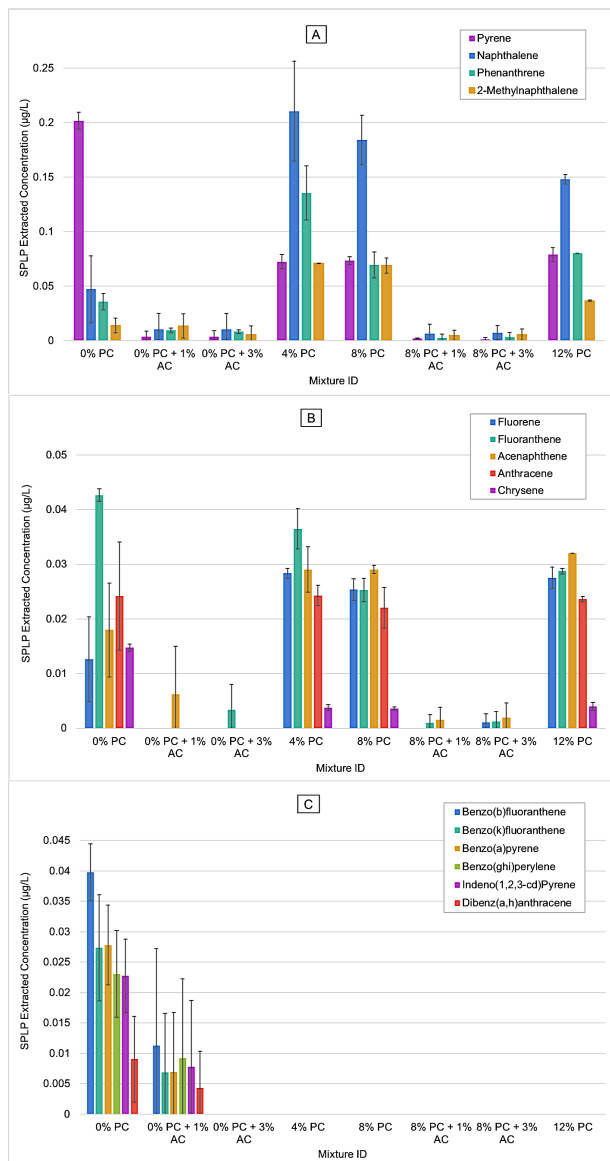 A
Pyrene
Naphthalene
Phenanthrene
2-Methylnaphthalene
SPLP Extracted Concentration (µg/L)
0.25
0.2
0.15
0.1
0.05
0
0% PC
0% PC + 1% AC
0% PC + 3% AC
4% PC
8% PC
8% PC + 1% AC
8% PC + 3% AC
12% PC
Mixture ID
B
Fluorene
Fluoranthene
Acenaphthene
Anthracene
Chrysene
SPLP Extracted Concentration (µg/L)
0.05
0.04
0.03
0.02
0.01
0
0% PC
0% PC + 1% AC
0% PC + 3% AC
4% PC
8% PC
8% PC + 1% AC
8% PC + 3% AC
12% PC
Mixture ID
C
Benzo(b)fluoranthene
Benzo(k)fluoranthene
Benzo(a)pyrene
Benzo(ghi)perylene
Indeno(1,2,3-cd)Pyrene
Dibenz(a,h)anthracene
SPLP Extracted Concentration (µg/L)
0.045
0.04
0.035
0.03
0.025
0.02
0.015
0.01
0.005
0
0% PC
0% PC + 1% AC
0% PC + 3% AC
4% PC
8% PC
8% PC + 1% AC
8% PC + 3% AC
12% PC
Mixture ID